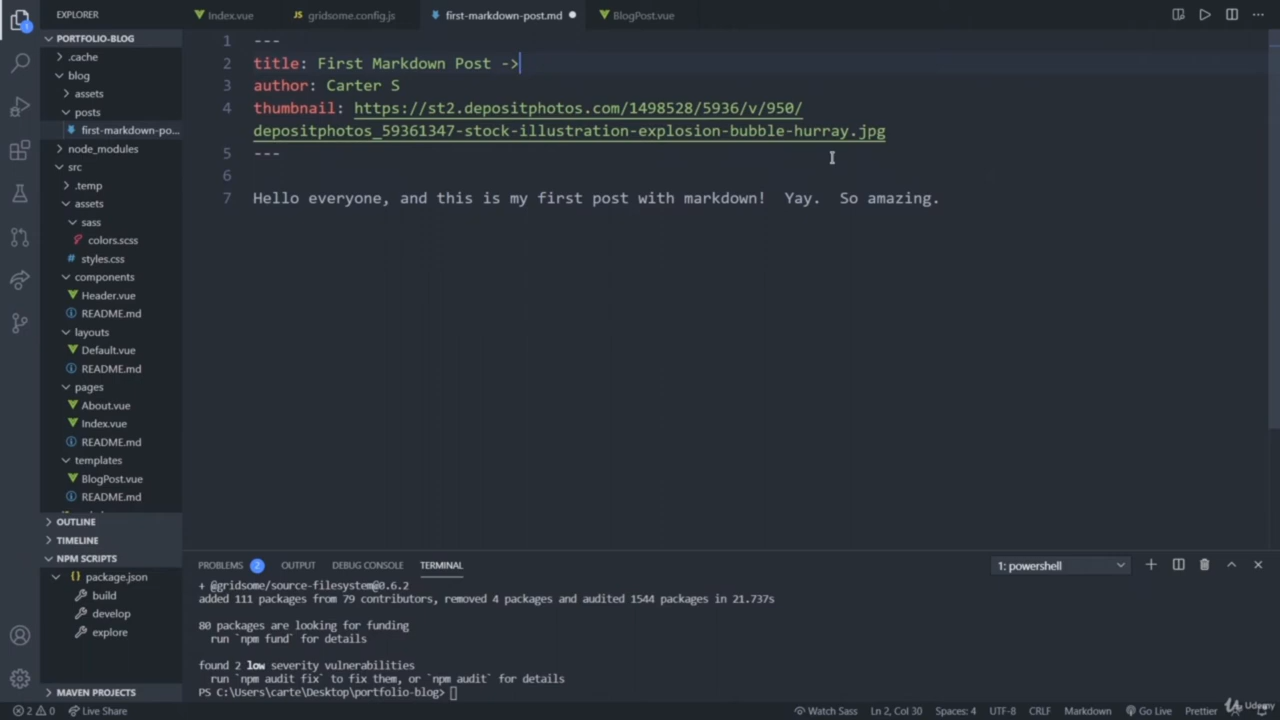 EXPLORER
Index.vue
gridsome.config.js
first-markdown-post.md
BlogPost.vue
PORTFOLIO-BLOG
.cache
blog
assets
posts
first-markdown-po...
node_modules
src
.temp
assets
sass
colors.scss
styles.css
components
Header.vue
README.md
layouts
Default.vue
README.md
pages
About.vue
Index.vue
README.md
templates
BlogPost.vue
README.md
OUTLINE
TIMELINE
NPM SCRIPTS
package.json
build
develop
explore
MAVEN PROJECTS
1 ---
2 title: First Markdown Post ->
3 author: Carter S
4 thumbnail: https://st2.depositphotos.com/1498528/5936/v/950/
depositphotos_59361347-stock-illustration-explosion-bubble-hurray.jpg
5 ---
6
7 Hello everyone, and this is my first post with markdown!  Yay.  So amazing.
PROBLEMS 2 OUTPUT DEBUG CONSOLE TERMINAL
1: powershell
+ @gridsome/source-filesystem@0.6.2
added 111 packages from 79 contributors, removed 4 packages and audited 1544 packages in 21.737s
80 packages are looking for funding
run `npm fund` for details
found 2 low severity vulnerabilities
run `npm audit fix` to fix them, or `npm audit` for details
PS C:\Users\carte\Desktop\portfolio-blog>
2 0 Live Share
Watch Sass Ln 2, Col 30 Spaces: 4 UTF-8 CRLF Markdown Go Live Prettier
Udemy